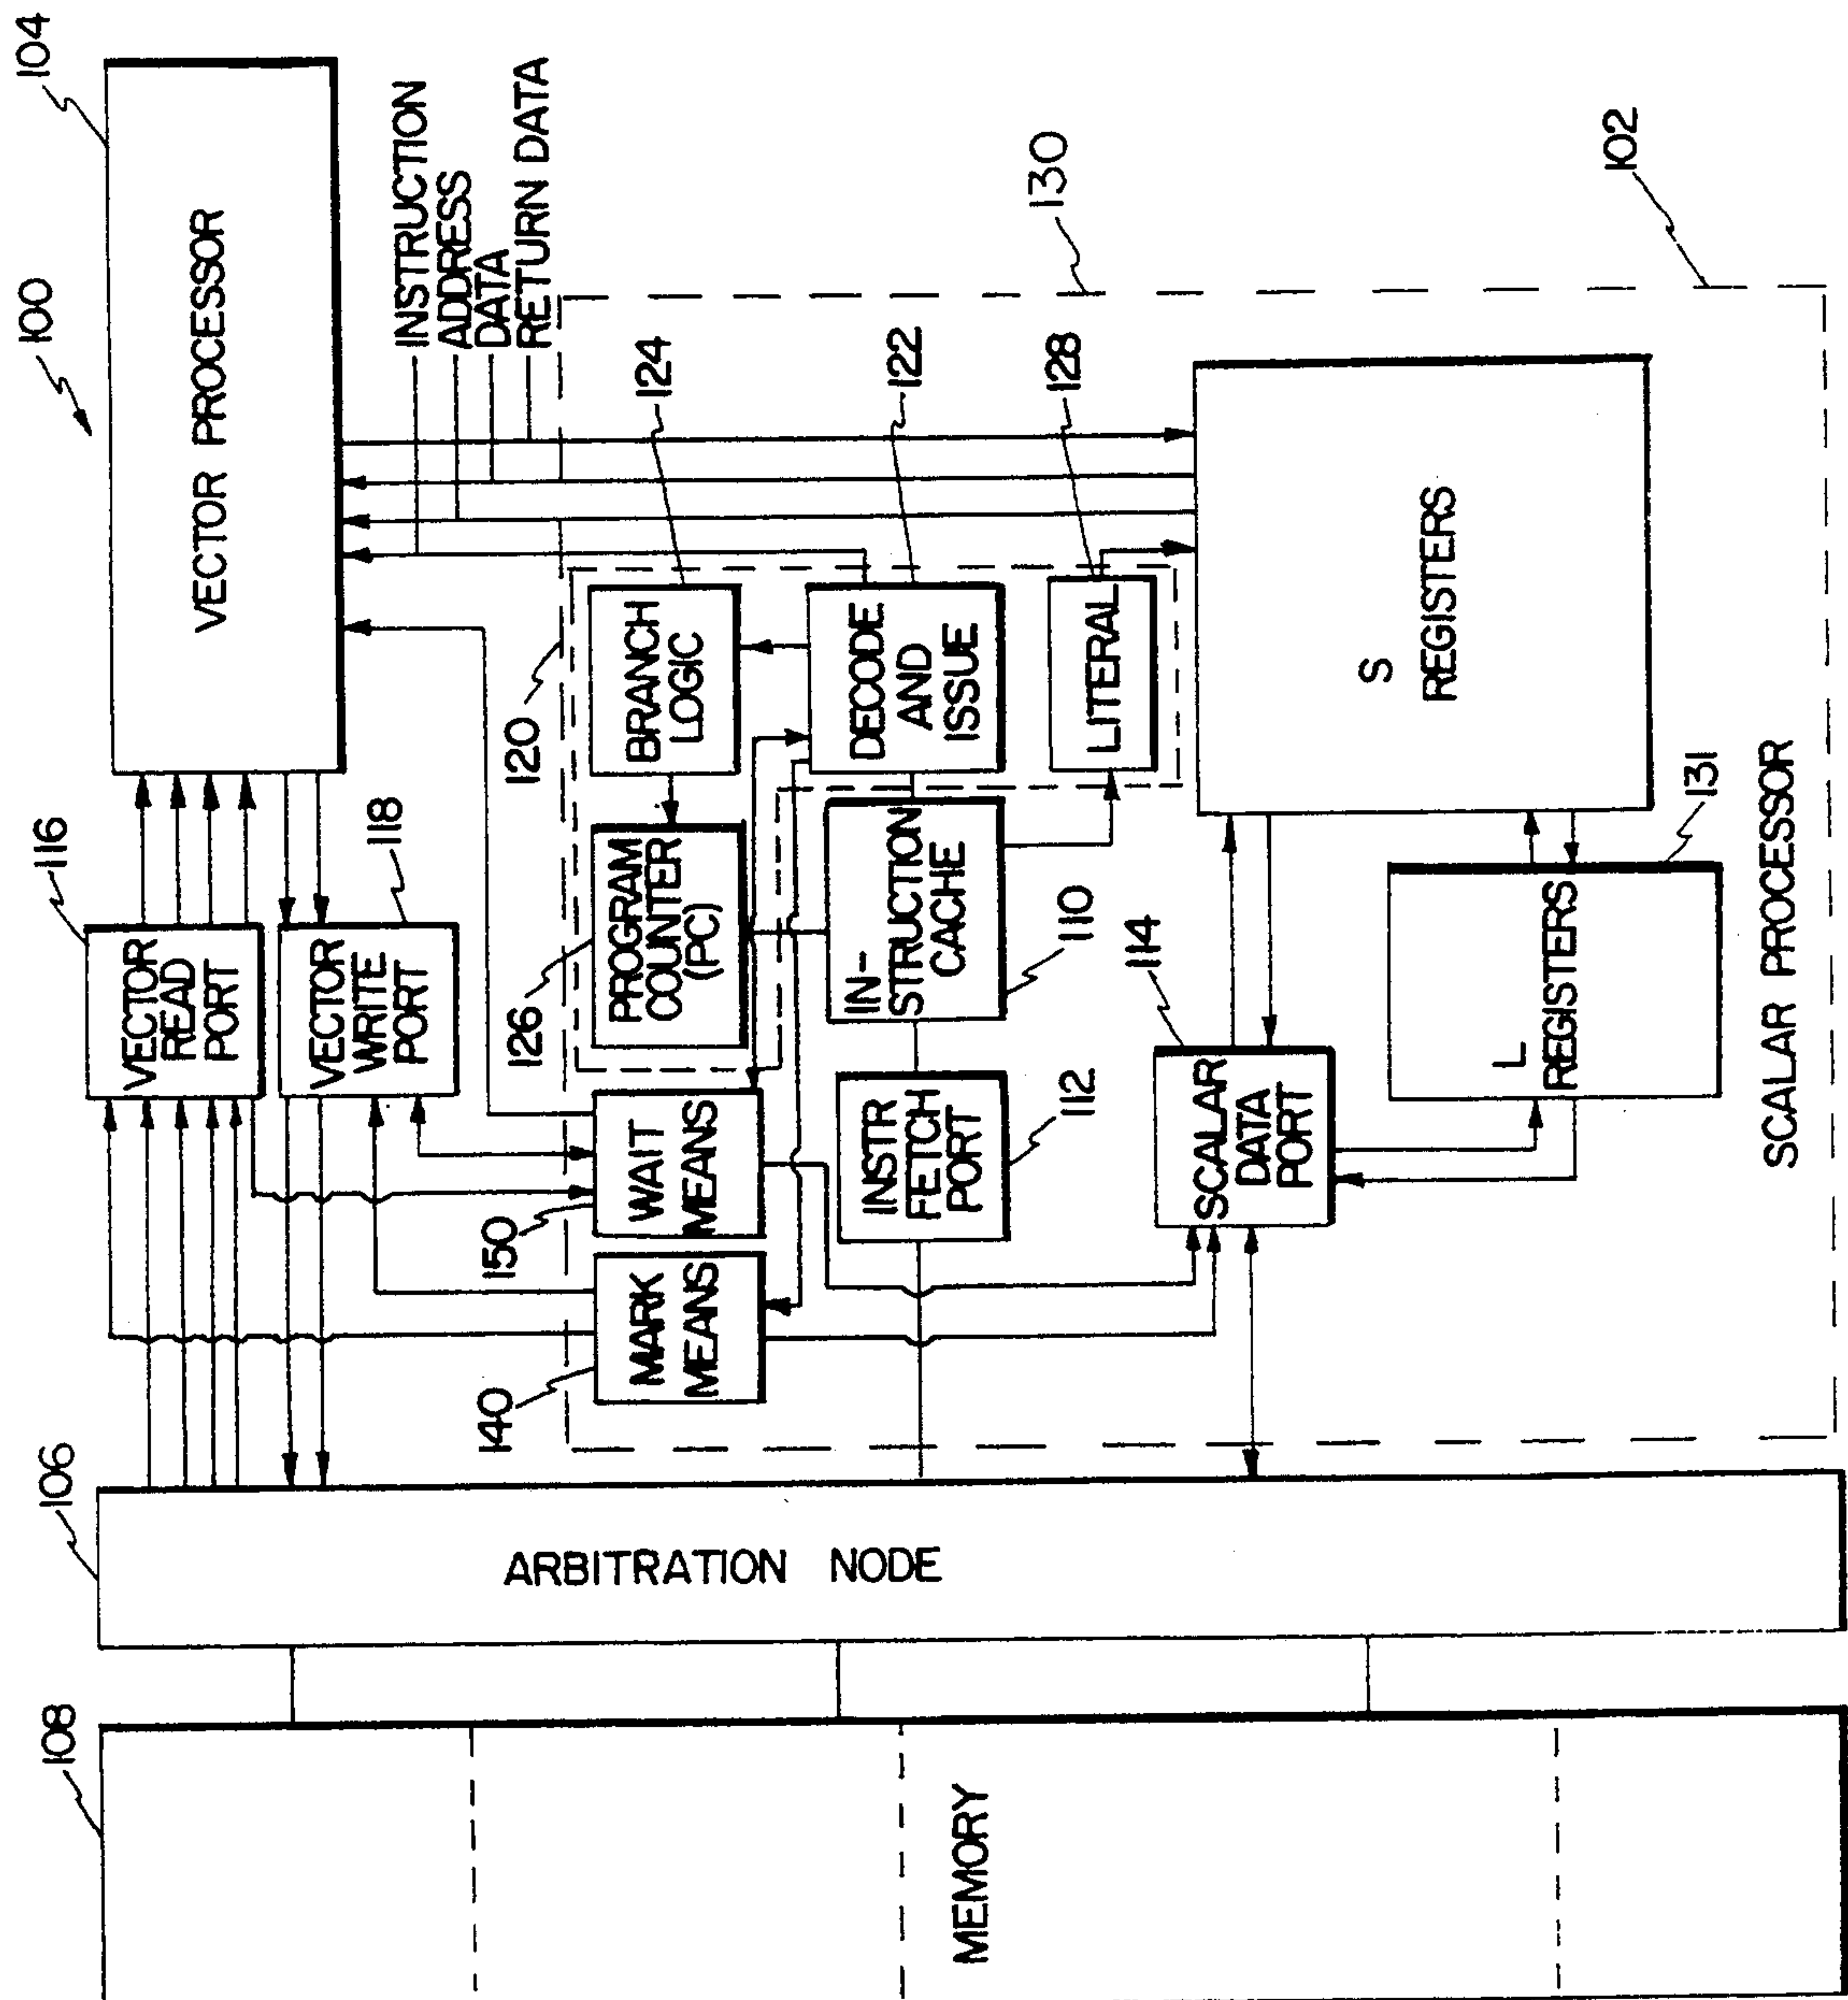 100
104
VECTOR PROCESSOR
INSTRUCTION
ADDRESS
DATA
RETURN DATA
116
VECTOR
READ
PORT
118
VECTOR
WRITE
PORT
120
124
BRANCH
LOGIC
122
DECODE
AND
ISSUE
128
LITERAL
130
102
126
PROGRAM
COUNTER
(PC)
IN-
STRUCTION
CACHE
110
S
REGISTERS
150
WAIT
MEANS
140
MARK
MEANS
INSTR
FETCH
PORT
112
114
SCALAR
DATA
PORT
L
REGISTERS
131
SCALAR PROCESSOR
106
ARBITRATION NODE
108
MEMORY